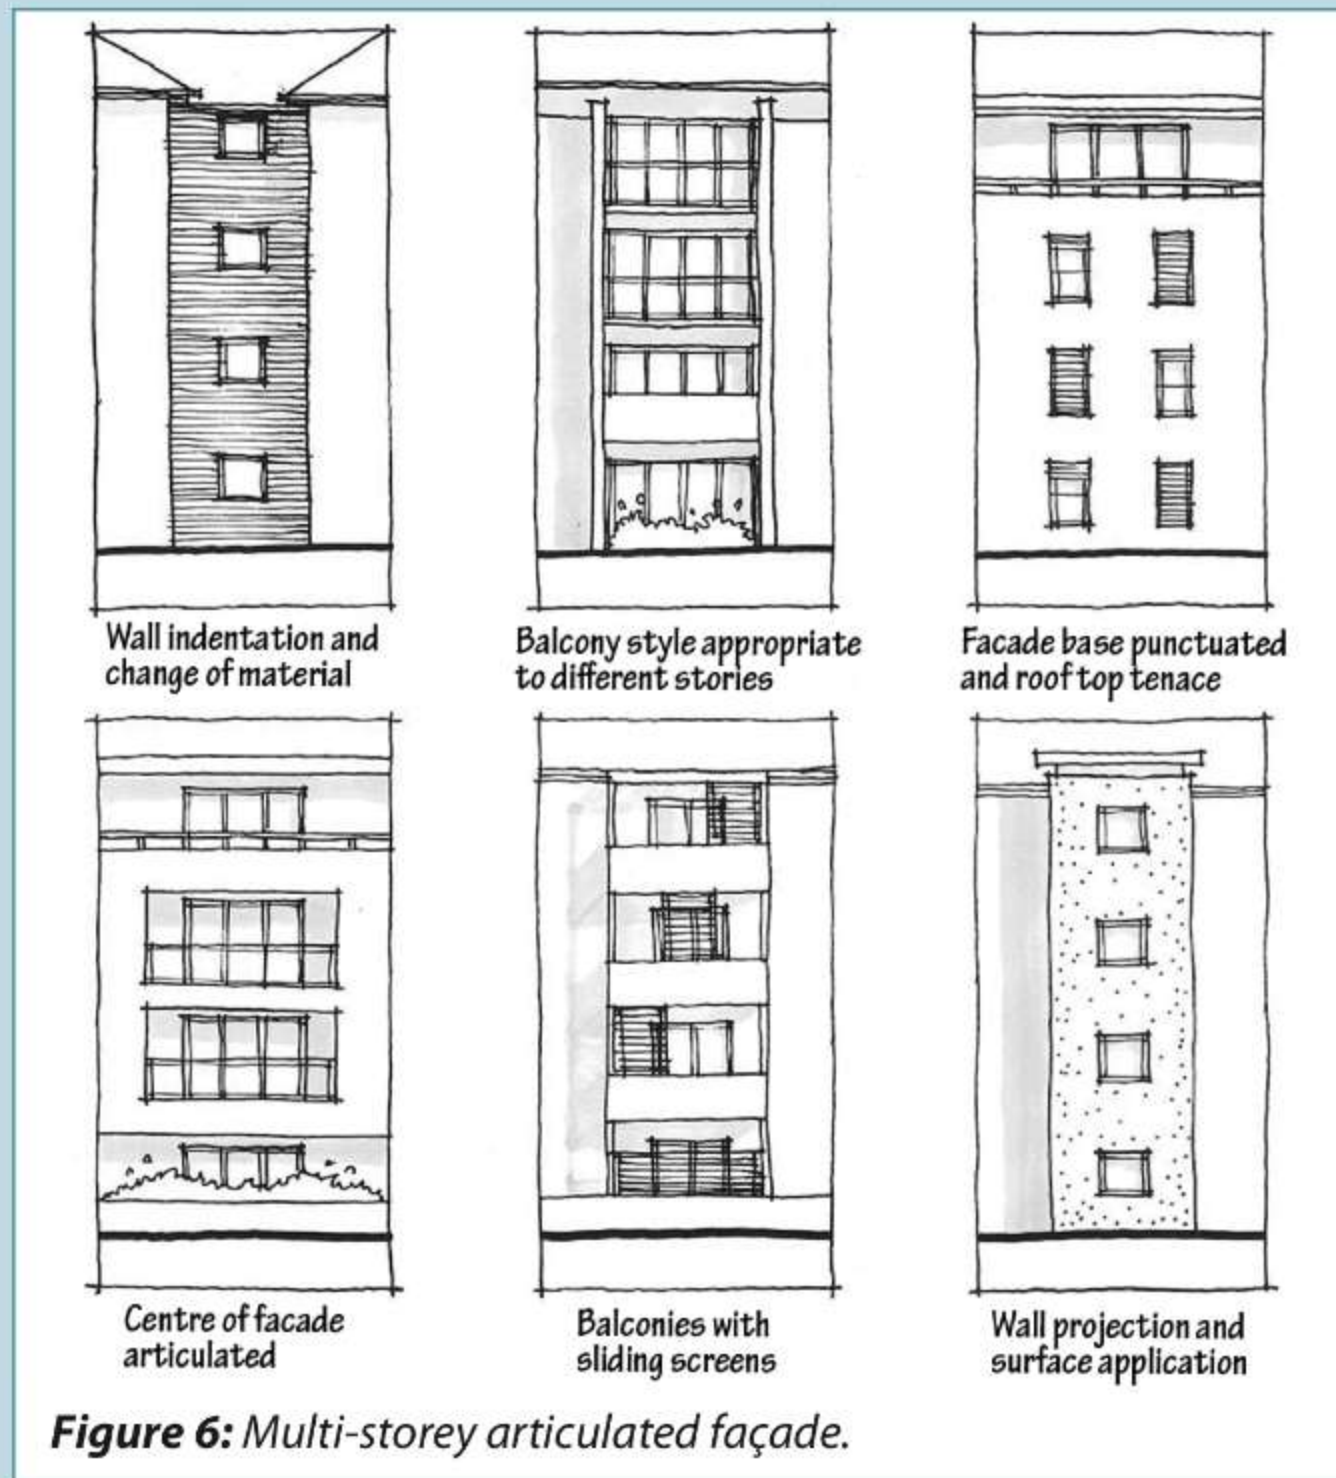 Wall indentation and
change of material
Balcony style appropriate
to different stories
Facade base punctuated
and roof top tenace
Centre of facade
articulated
Balconies with
sliding screens
Wall projection and
surface application
Figure 6: Multi-storey articulated façade.